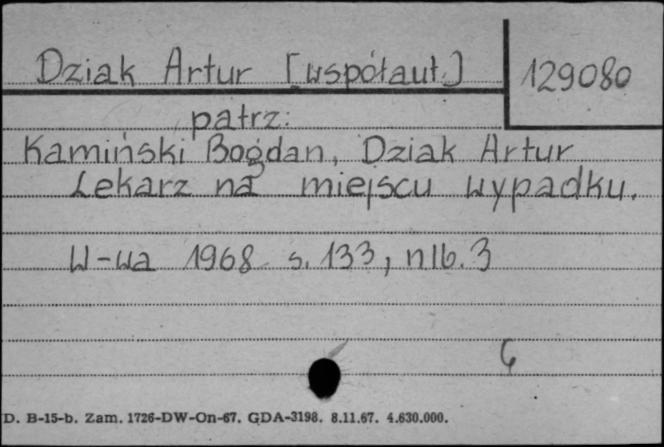 Dziak Artur [współaut.] 129080
patrz:
Kamiński Bogdan, Dziak Artur
Lekarz na miejscu wypadku.
W-wa 1968 s. 133, nlb. 3
6
D. B-15-b. Zam. 1726-DW-On-67. GDA-3198. 8.11.67. 4.630.000.